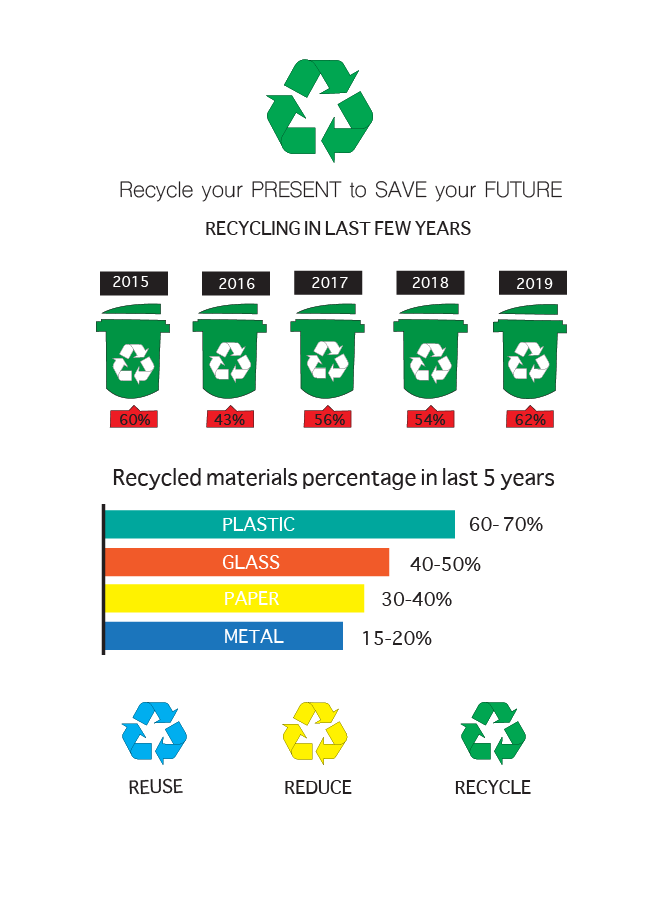 Recycle your PRESENT to SAVE your FUTURE
RECYCLING IN LAST FEW YEARS
2015 2016 2017 2018 2019
60% 43% 56% 54% 62%
Recycled materials percentage in last 5 years
PLASTIC 60- 70%
GLASS 40-50%
PAPER 30-40%
METAL 15-20%
REUSE REDUCE RECYCLE